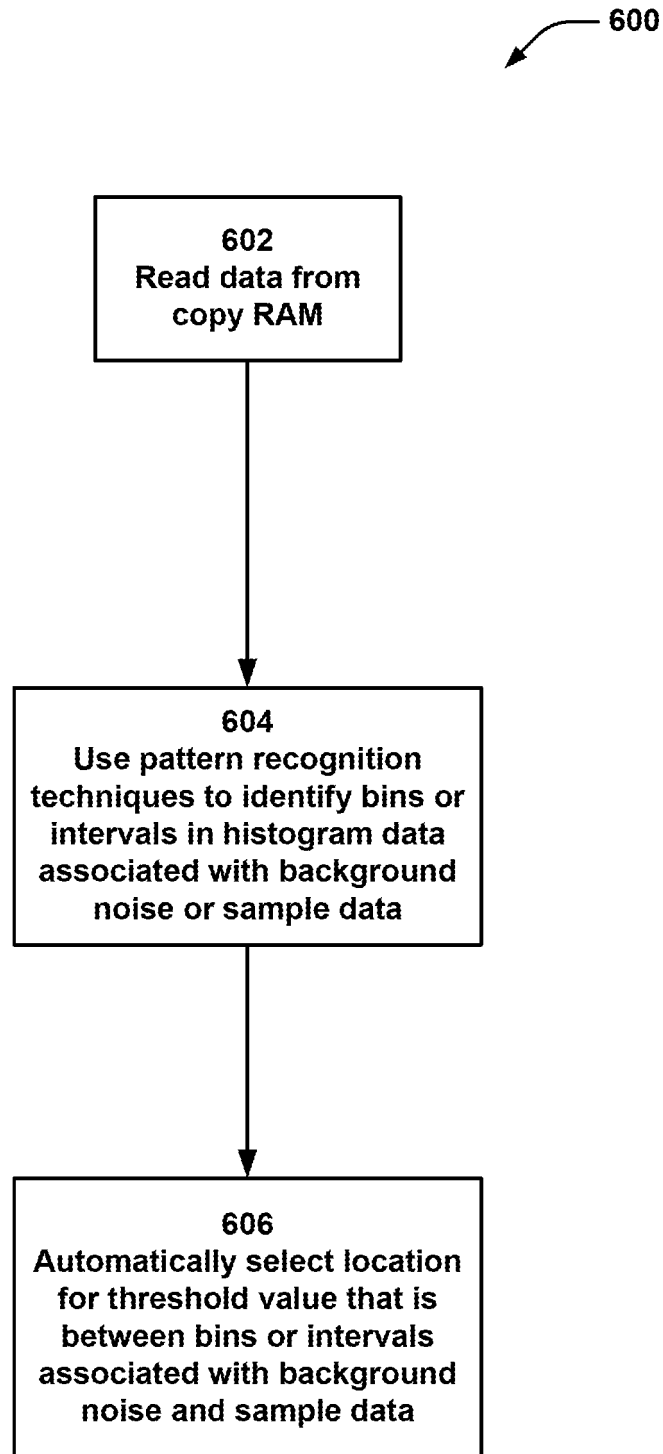 600
602
Read data from
copy RAM
604
Use pattern recognition
techniques to identify bins or
intervals in histogram data
associated with background
noise or sample data
606
Automatically select location
for threshold value that is
between bins or intervals
associated with background
noise and sample data